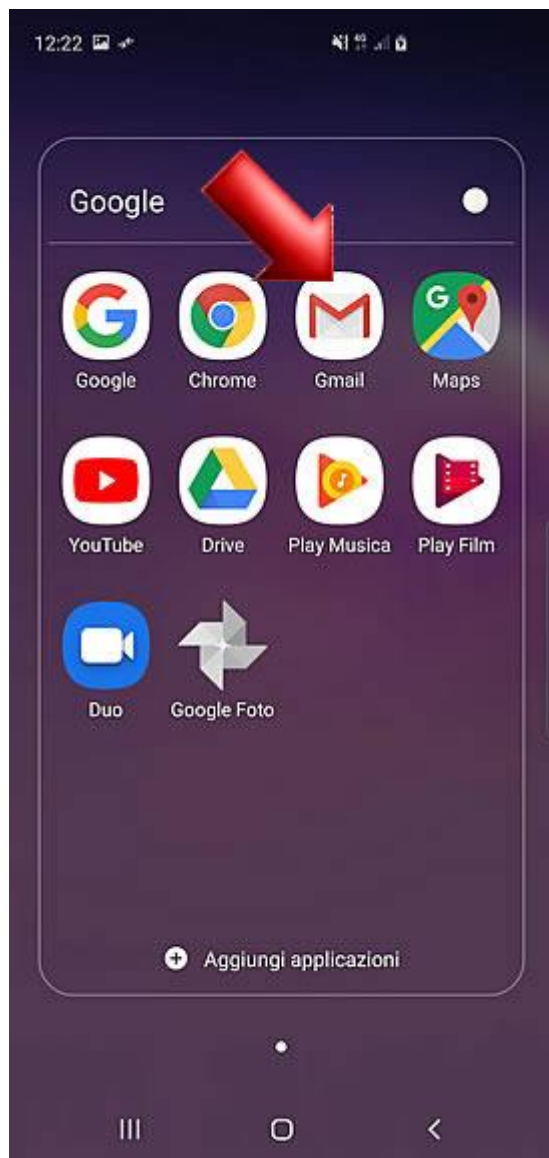 12:22
Google
Google Chrome Gmail Maps
YouTube Drive Play Musica Play Film
Duo Google Foto
Aggiungi applicazioni